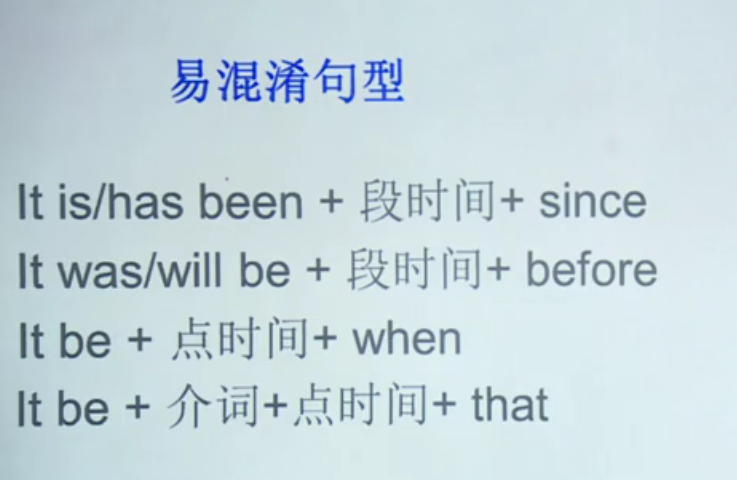 易混淆句型
It is/has been + 段时间+ since
It was/will be + 段时间+ before
It be + 点时间+ when
It be + 介词+点时间+ that